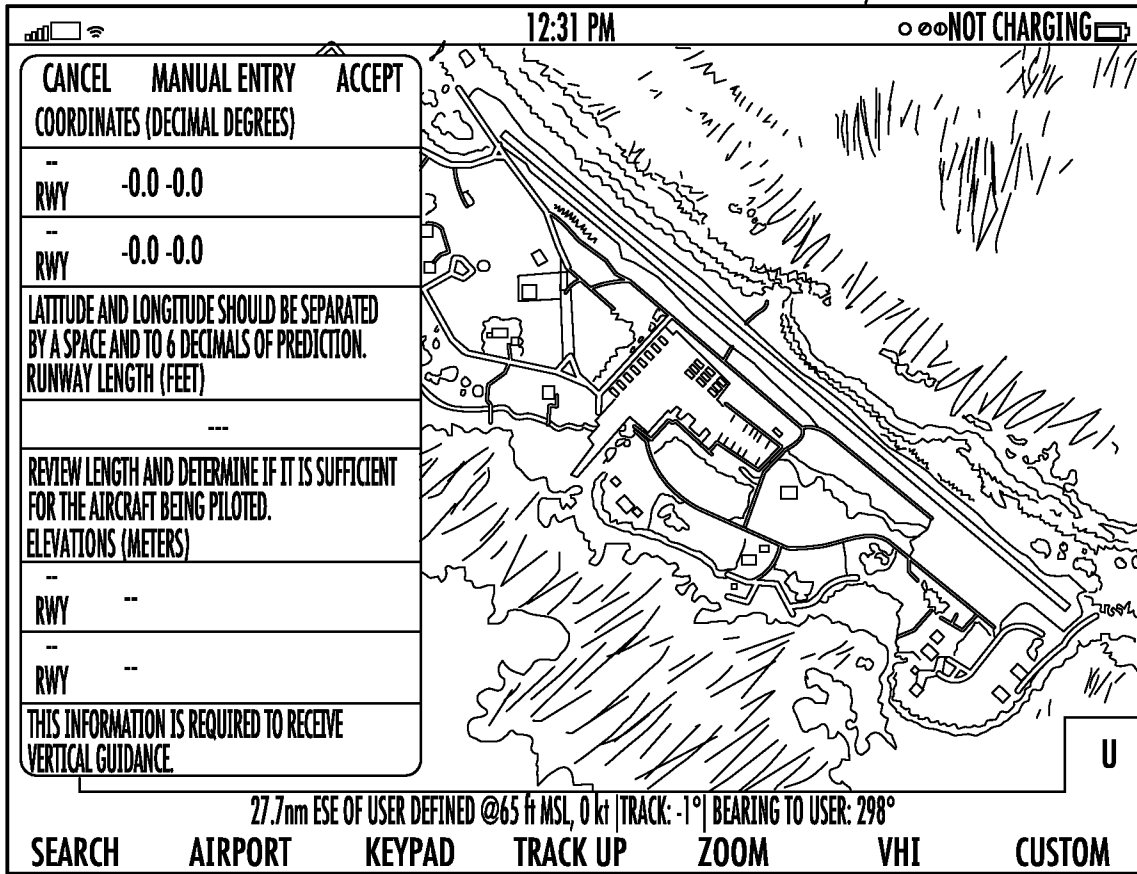 12:31 PM
NOT CHARGING
CANCEL MANUAL ENTRY ACCEPT
COORDINATES (DECIMAL DEGREES)
--
RWY -0.0 -0.0
--
RWY -0.0 -0.0
LATITUDE AND LONGITUDE SHOULD BE SEPARATED
BY A SPACE AND TO 6 DECIMALS OF PREDICTION.
RUNWAY LENGTH (FEET)
---
REVIEW LENGTH AND DETERMINE IF IT IS SUFFICIENT
FOR THE AIRCRAFT BEING PILOTED.
ELEVATIONS (METERS)
--
RWY --
--
RWY --
THIS INFORMATION IS REQUIRED TO RECEIVE
VERTICAL GUIDANCE.
U
27.7nm ESE OF USER DEFINED @65 ft MSL, 0 kt |TRACK: -1°| BEARING TO USER: 298°
SEARCH AIRPORT KEYPAD TRACK UP ZOOM VHI CUSTOM